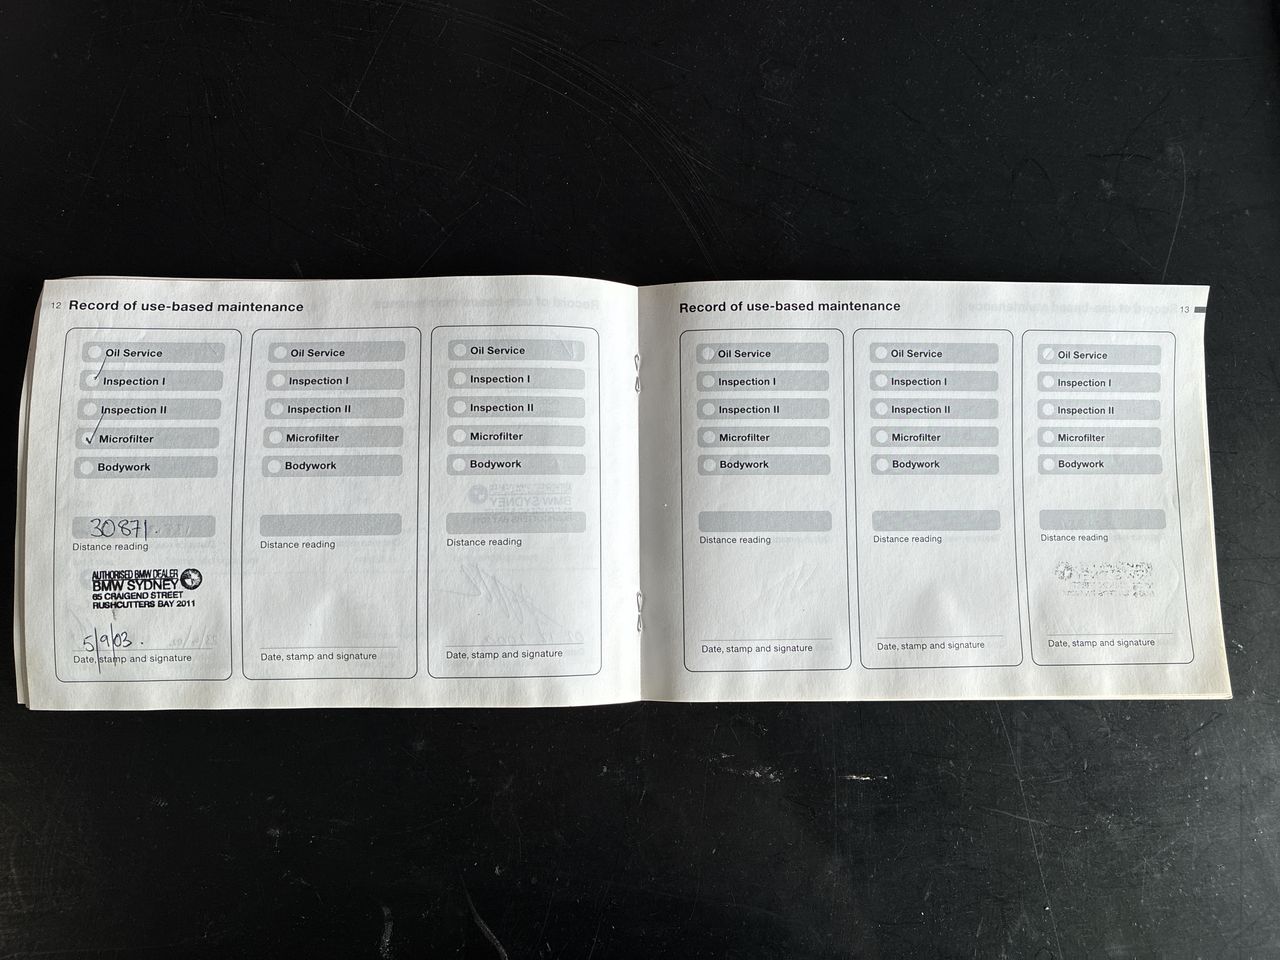 12 Record of use-based maintenance
Oil Service
Inspection I
Inspection II
Microfilter
Bodywork
30871.
Distance reading
AUTHORISED BMW DEALER
BMW SYDNEY
65 CRAIGEND STREET
RUSHCUTTERS BAY 2011
5/9/03.
Date, stamp and signature
Oil Service
Inspection I
Inspection II
Microfilter
Bodywork
Distance reading
Date, stamp and signature
Oil Service
Inspection I
Inspection II
Microfilter
Bodywork
Distance reading
Date, stamp and signature
Record of use-based maintenance 13
Oil Service
Inspection I
Inspection II
Microfilter
Bodywork
Distance reading
Date, stamp and signature
Oil Service
Inspection I
Inspection II
Microfilter
Bodywork
Distance reading
Date, stamp and signature
Oil Service
Inspection I
Inspection II
Microfilter
Bodywork
Distance reading
Date, stamp and signature